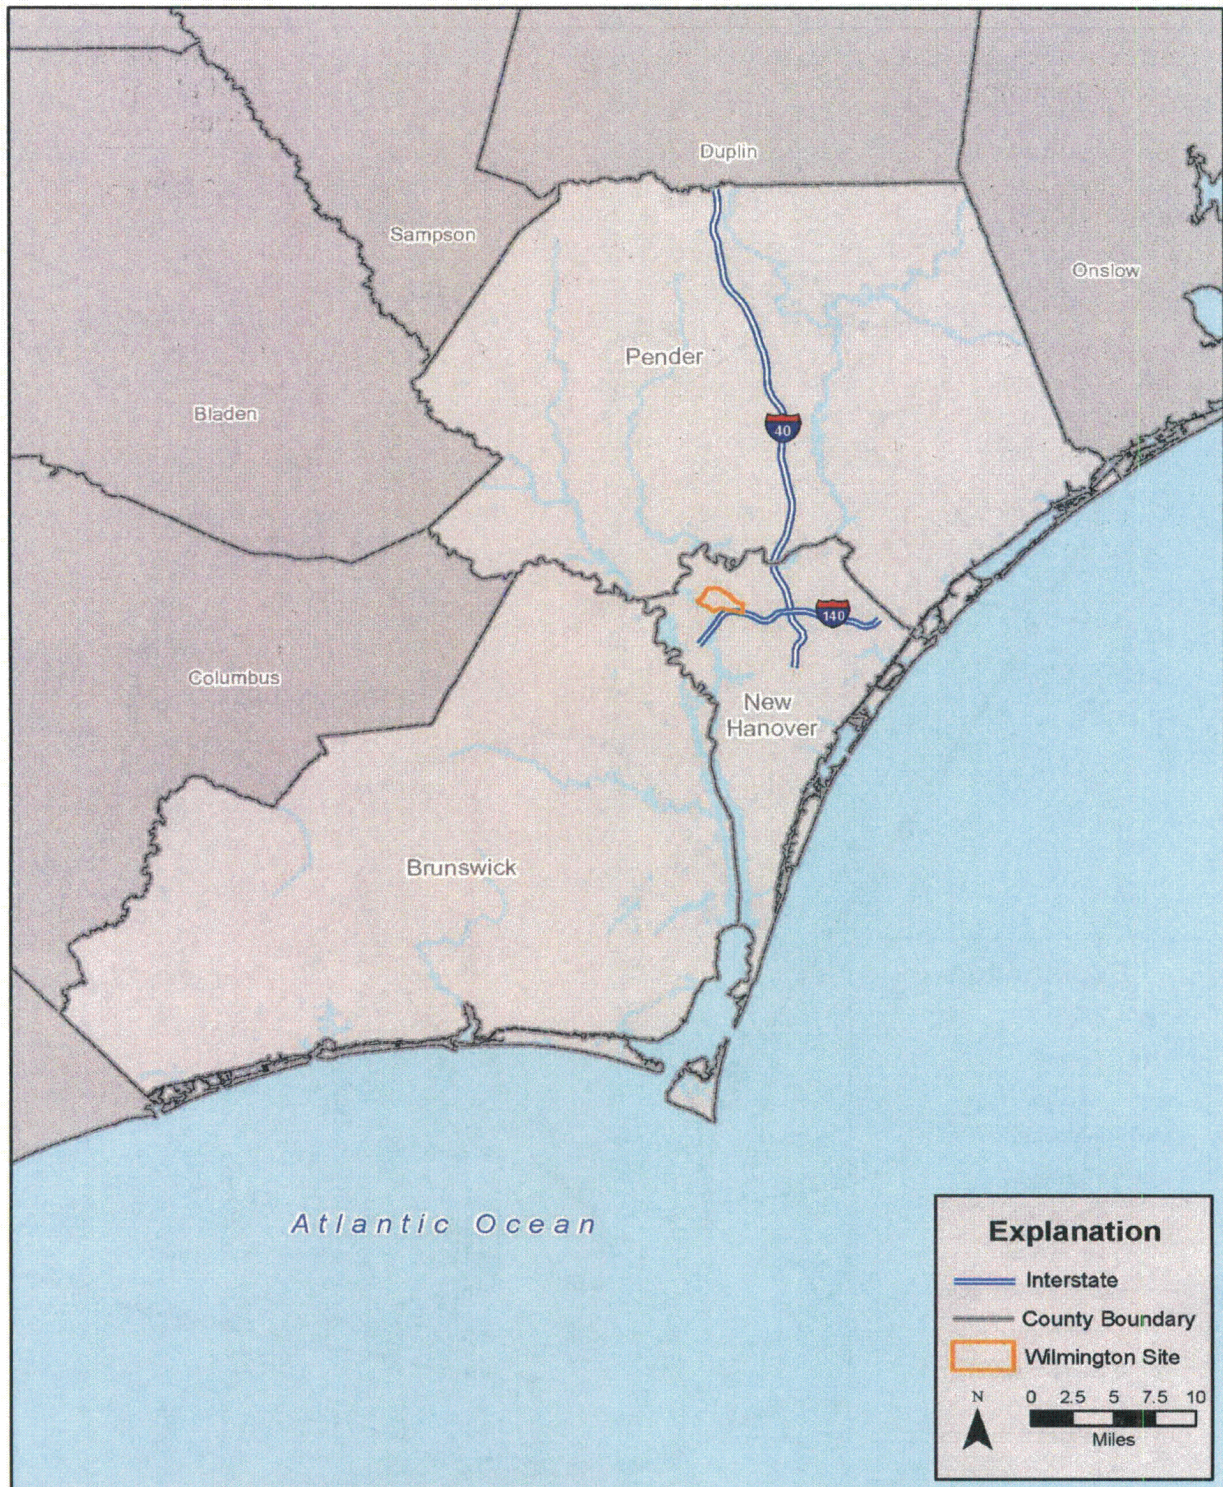 Duplin
Sampson
Onslow
Pender
Bladen
40
140
Columbus
New
Hanover
Brunswick
Atlantic Ocean
Explanation
Interstate
County Boundary
Wilmington Site
N
0 2.5 5 7.5 10
Miles